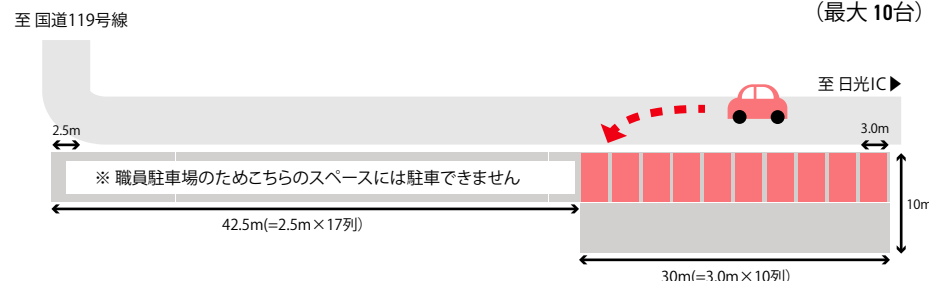 （最大 10台）
至 国道119号線
至 日光IC▶
2.5m
3.0m
※ 職員駐車場のためこちらのスペースには駐車できません
10m
42.5m(=2.5m×17列)
30m(=3.0m×10列)